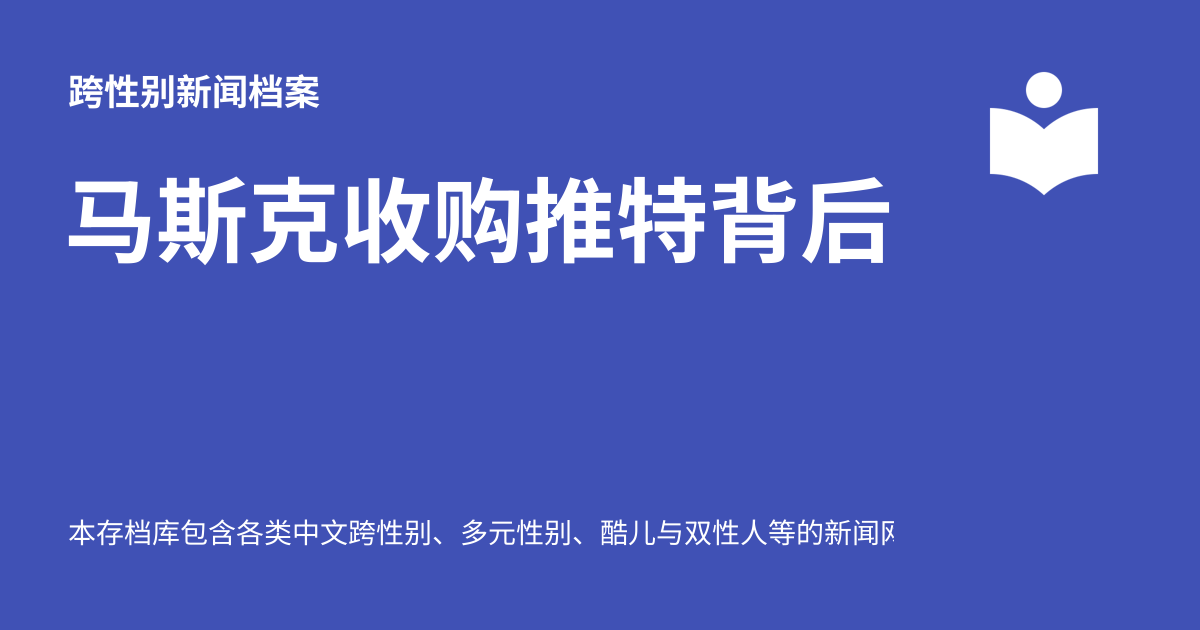 跨性别新闻档案
马斯克收购推特背后
本存档库包含各类中文跨性别、多元性别、酷儿与双性人等的新闻